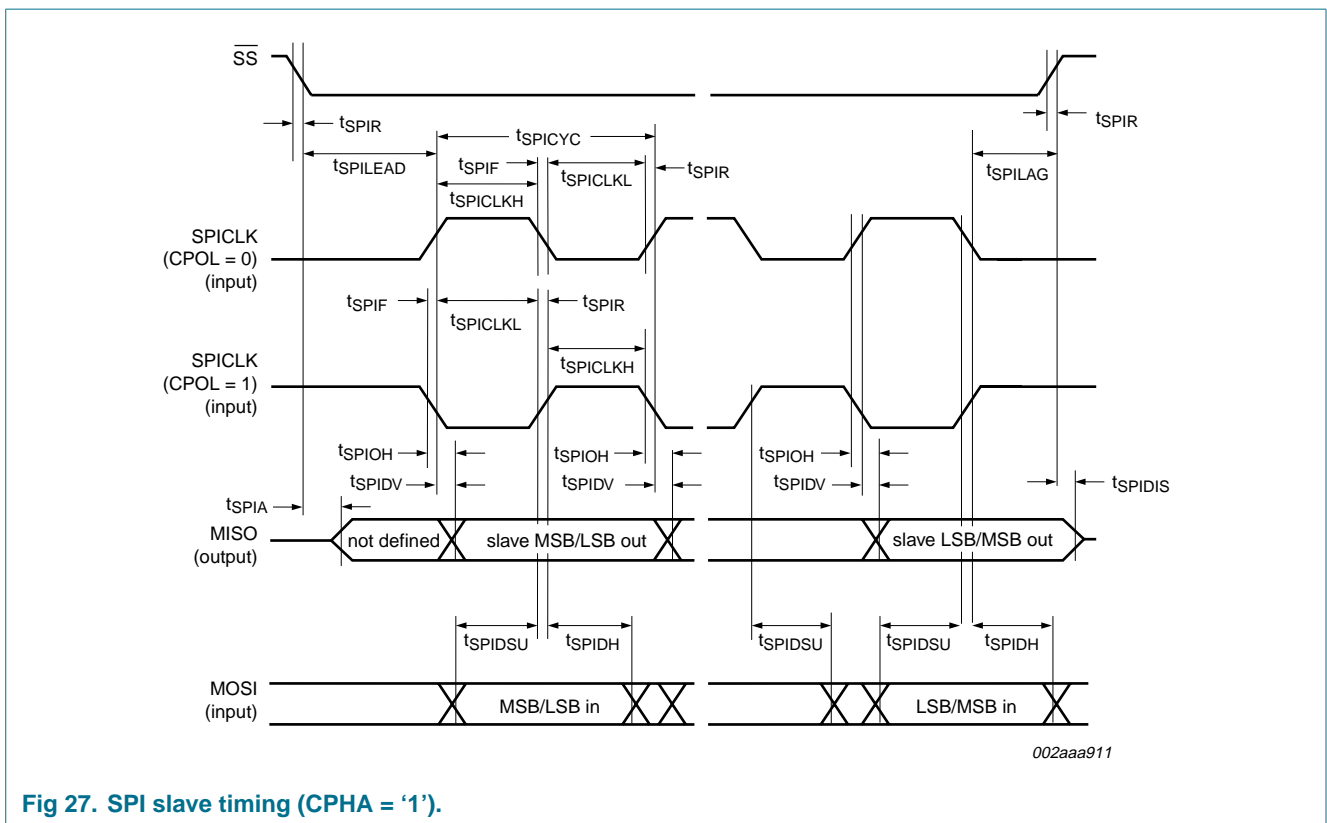 SS
tSPIR
tSPIR
tSPICYC
tSPILEAD
tSPIF
tSPICLKL
tSPIR
tSPILAG
tSPICLKH
SPICLK
(CPOL = 0)
(input)
tSPIF
tSPICLKL
tSPIR
SPICLK
(CPOL = 1)
(input)
tSPICLKH
tSPIOH
tSPIOH
tSPIOH
tSPIDV
tSPIDV
tSPIDV
tSPIA
tSPIDIS
MISO
(output)
not defined
slave MSB/LSB out
slave LSB/MSB out
tSPIDSU
tSPIDH
tSPIDSU
tSPIDSU
tSPIDH
MOSI
(input)
MSB/LSB in
LSB/MSB in
002aaa911
Fig 27. SPI slave timing (CPHA = ‘1’).